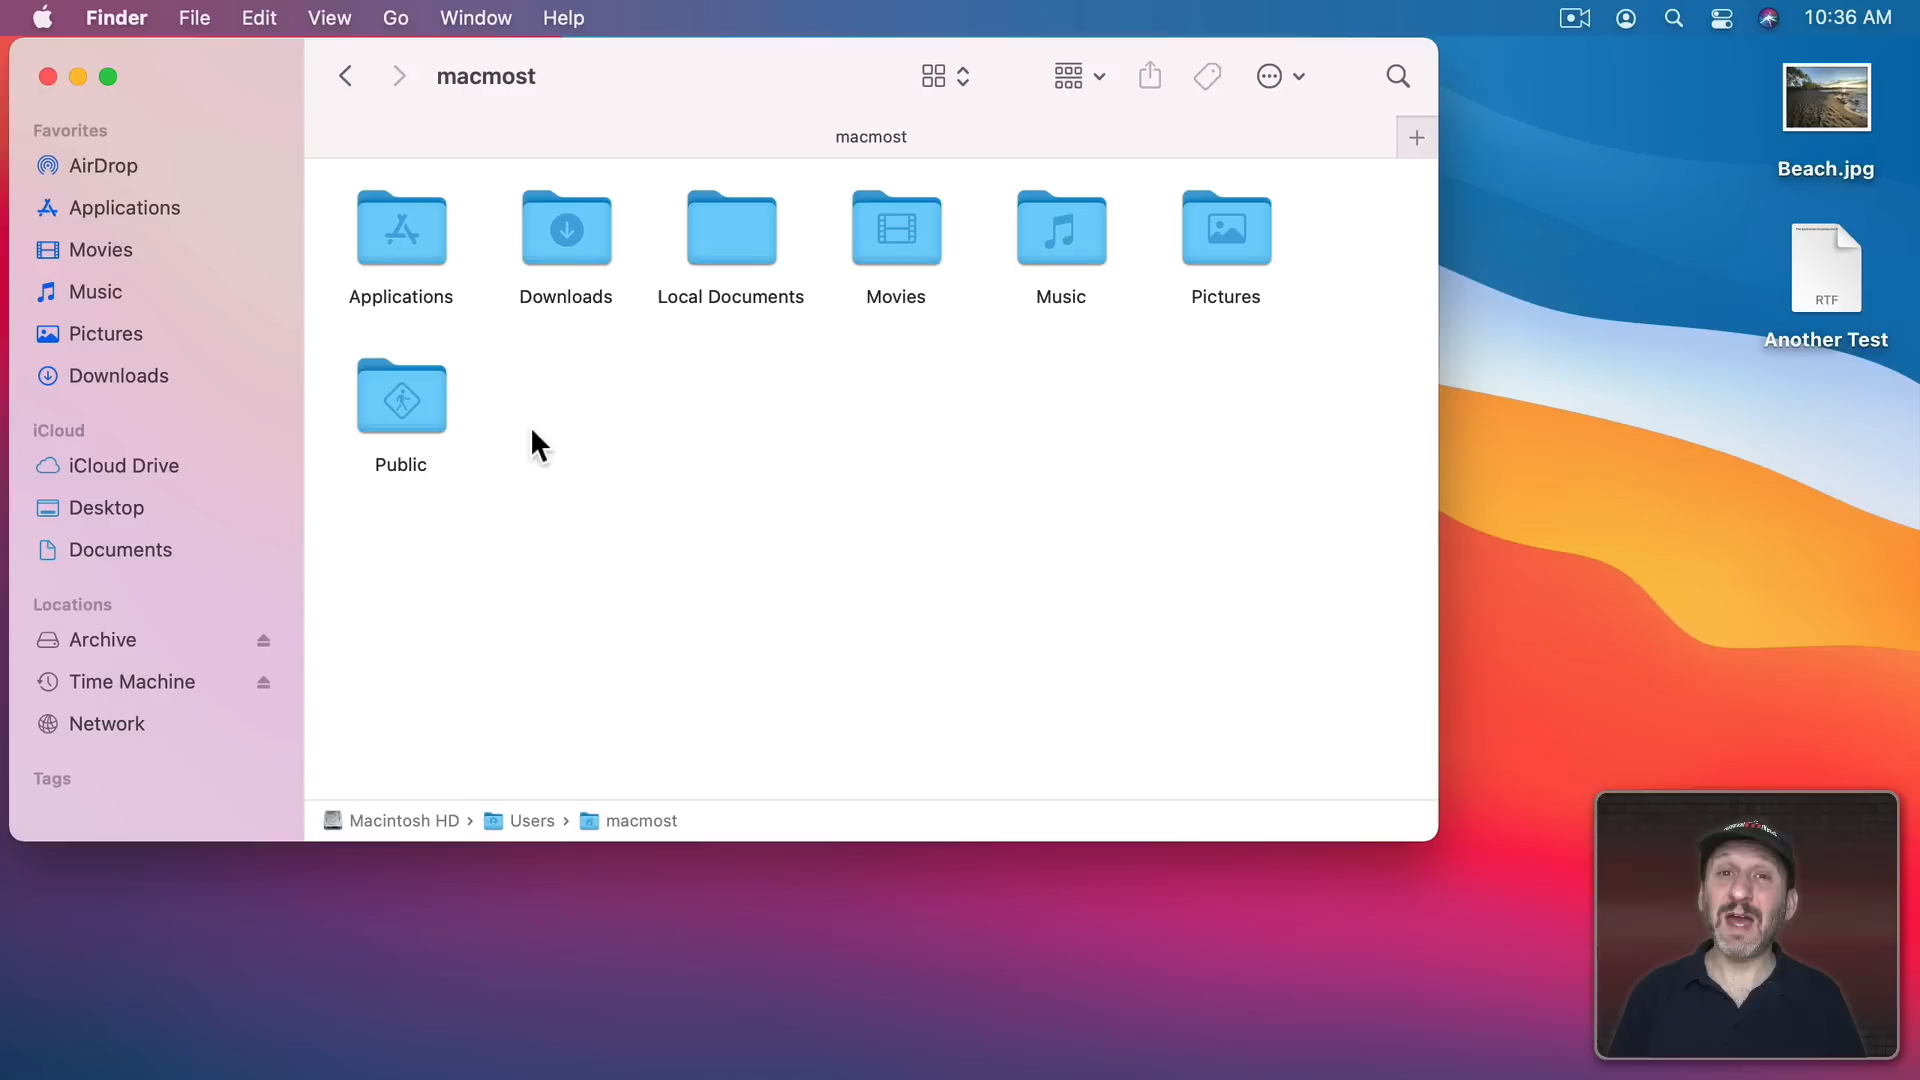 Finder File Edit View Go Window Help 10:36 AM
macmost
macmost
Favorites
AirDrop
Applications
Movies
Music
Pictures
Downloads
iCloud
iCloud Drive
Desktop
Documents
Locations
Archive
Time Machine
Network
Tags
Applications Downloads Local Documents Movies Music Pictures
Public
Macintosh HD › Users › macmost
Beach.jpg
RTF
Another Test